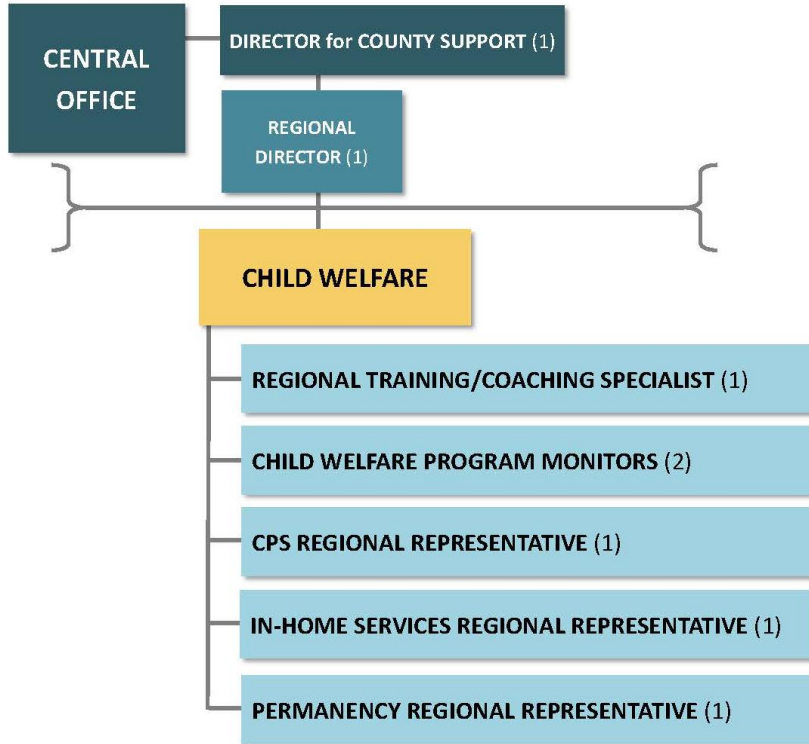 CENTRAL
OFFICE
DIRECTOR for COUNTY SUPPORT (1)
REGIONAL
DIRECTOR (1)
CHILD WELFARE
REGIONAL TRAINING/COACHING SPECIALIST (1)
CHILD WELFARE PROGRAM MONITORS (2)
CPS REGIONAL REPRESENTATIVE (1)
IN-HOME SERVICES REGIONAL REPRESENTATIVE (1)
PERMANENCY REGIONAL REPRESENTATIVE (1)